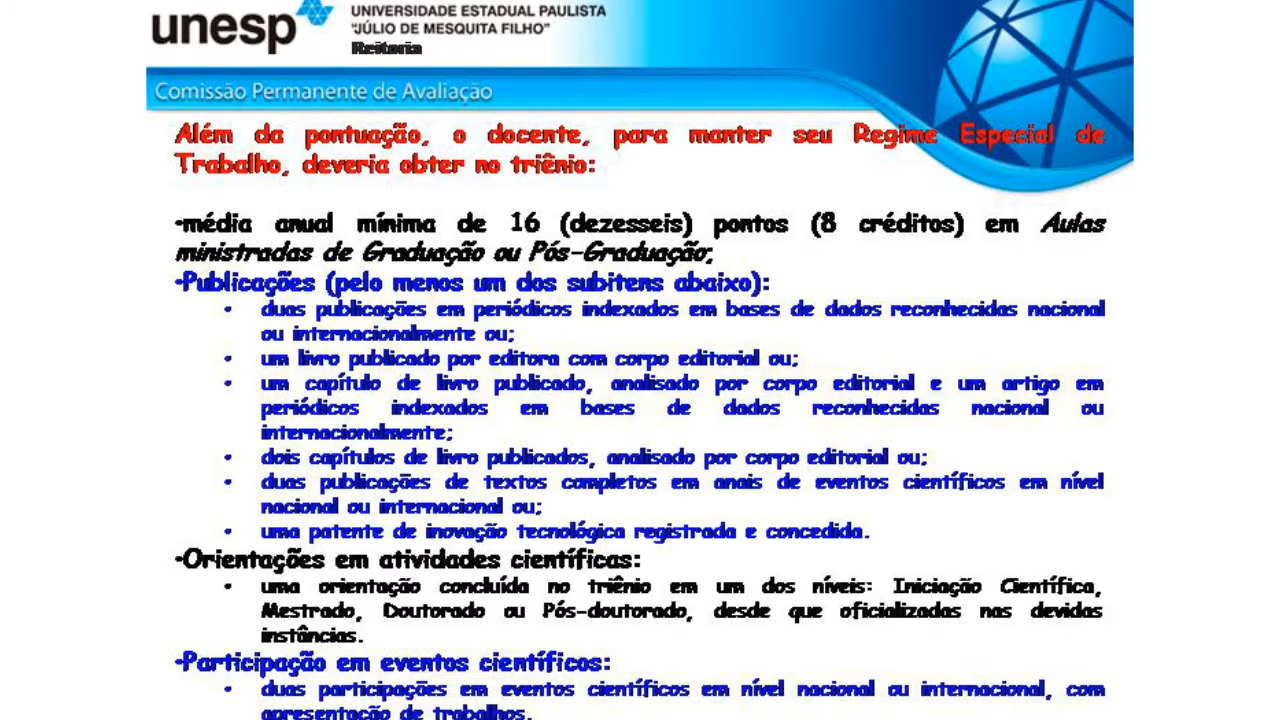 unesp
UNIVERSIDADE ESTADUAL PAULISTA
"JÚLIO DE MESQUITA FILHO"
Reitoria
Comissão Permanente de Avaliação
Além da pontuação, o docente, para manter seu Regime Especial de
Trabalho, deveria obter no triênio:
•média anual mínima de 16 (dezesseis) pontos (8 créditos) em Aulas
ministradas de Graduação ou Pós-Graduação;
•Publicações (pelo menos um dos subitens abaixo):
• duas publicações em periódicos indexados em bases de dados reconhecidas nacional
ou internacionalmente ou;
• um livro publicado por editora com corpo editorial ou;
• um capítulo de livro publicado, analisado por corpo editorial e um artigo em
periódicos indexados em bases de dados reconhecidas nacional ou
internacionalmente;
• dois capítulos de livro publicados, analisado por corpo editorial ou;
• duas publicações de textos completos em anais de eventos científicos em nível
nacional ou internacional ou;
• uma patente de inovação tecnológica registrada e concedida.
•Orientações em atividades científicas:
• uma orientação concluída no triênio em um dos níveis: Iniciação Científica,
Mestrado, Doutorado ou Pós-doutorado, desde que oficializadas nas devidas
instâncias.
•Participação em eventos científicos:
• duas participações em eventos científicos em nível nacional ou internacional, com
apresentação de trabalhos.